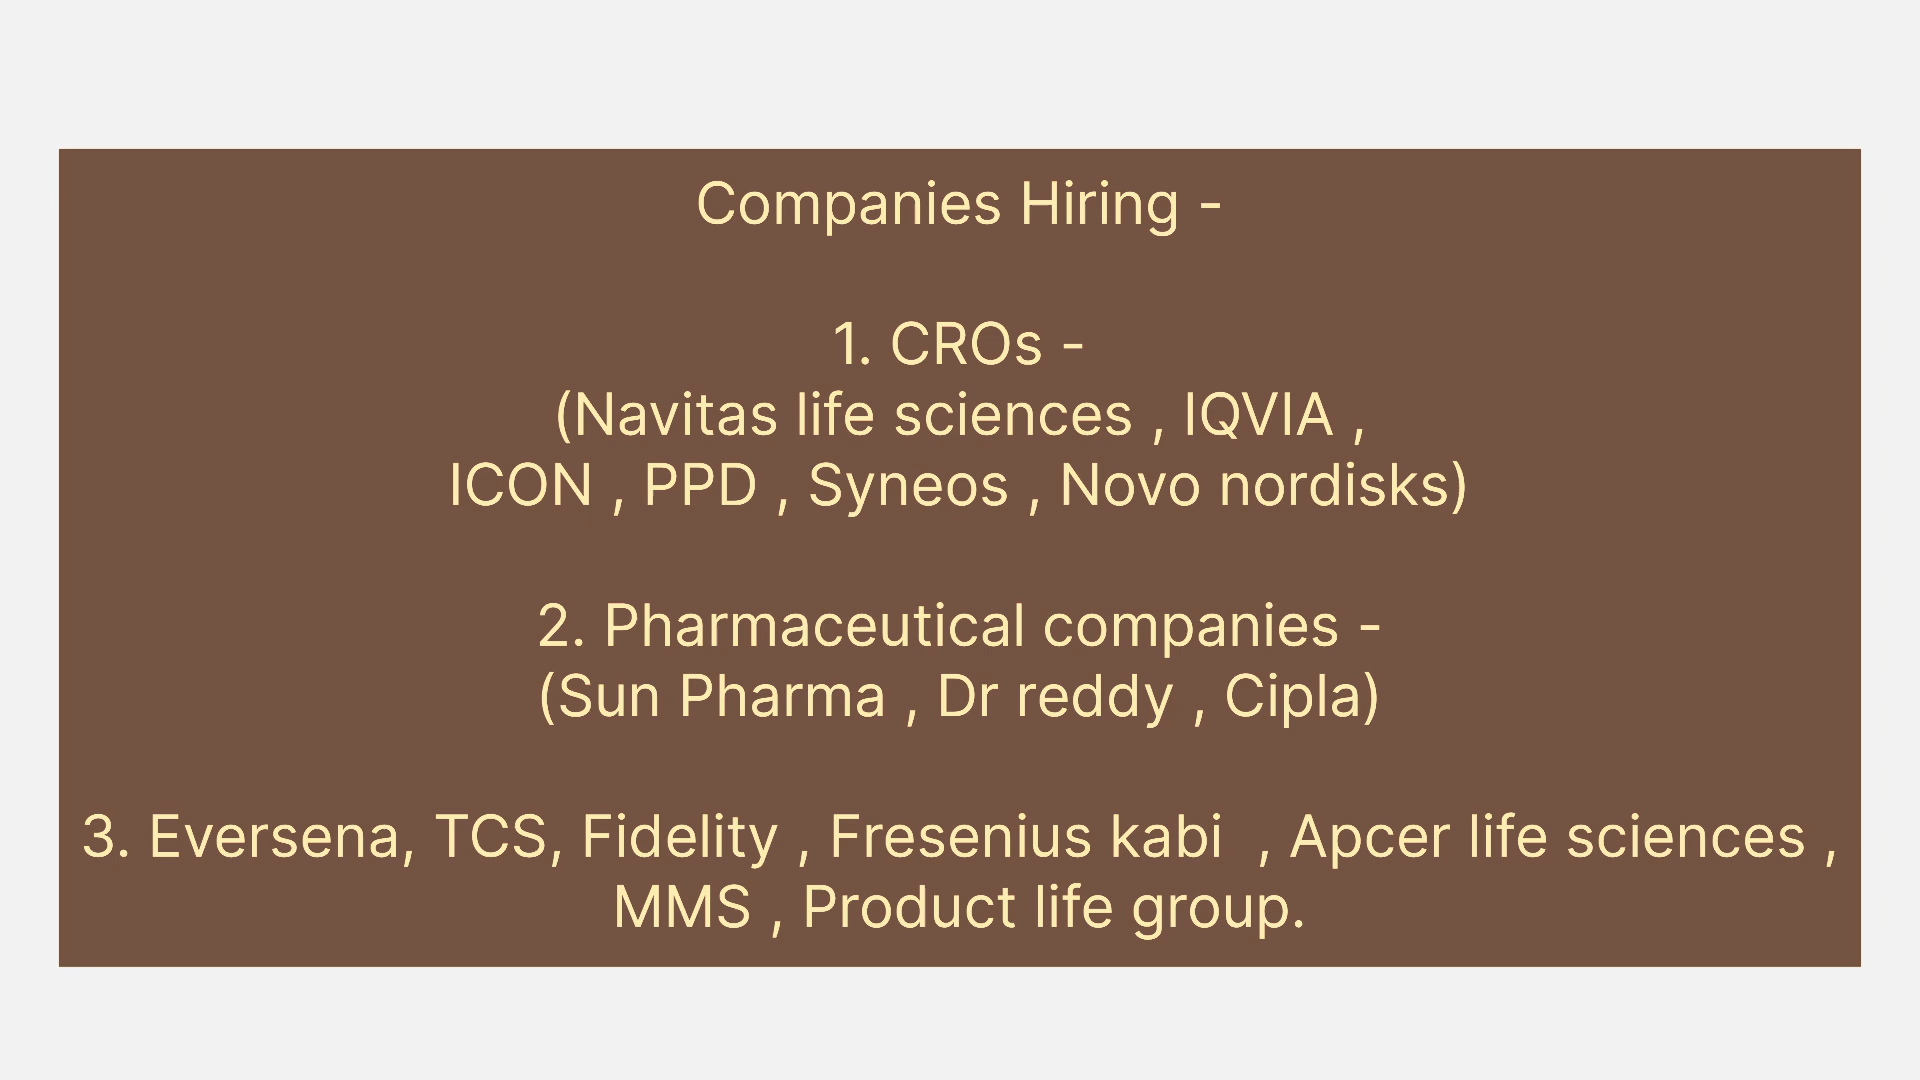 Companies Hiring -
1. CROs -
(Navitas life sciences , IQVIA ,
ICON , PPD , Syneos , Novo nordisks)
2. Pharmaceutical companies -
(Sun Pharma , Dr reddy , Cipla)
3. Eversena, TCS, Fidelity , Fresenius kabi  , Apcer life sciences ,
MMS , Product life group.